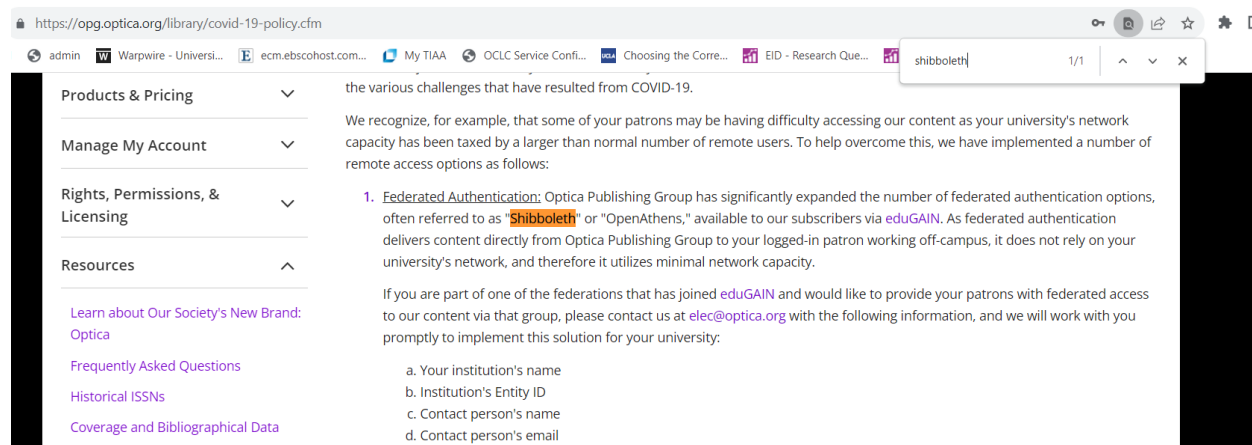 https://opg.optica.org/library/covid-19-policy.cfm
admin
Warpwire - Universi...
ecm.ebscohost.com...
My TIAA
OCLC Service Confi...
UCLA
Choosing the Corre...
EID - Research Que...
shibboleth
1/1
Products & Pricing
Manage My Account
Rights, Permissions, &
Licensing
Resources
Learn about Our Society's New Brand:
Optica
Frequently Asked Questions
Historical ISSNs
Coverage and Bibliographical Data
the various challenges that have resulted from COVID-19.
We recognize, for example, that some of your patrons may be having difficulty accessing our content as your university's network
capacity has been taxed by a larger than normal number of remote users. To help overcome this, we have implemented a number of
remote access options as follows:
1. Federated Authentication: Optica Publishing Group has significantly expanded the number of federated authentication options,
often referred to as "Shibboleth" or "OpenAthens," available to our subscribers via eduGAIN. As federated authentication
delivers content directly from Optica Publishing Group to your logged-in patron working off-campus, it does not rely on your
university's network, and therefore it utilizes minimal network capacity.
If you are part of one of the federations that has joined eduGAIN and would like to provide your patrons with federated access
to our content via that group, please contact us at elec@optica.org with the following information, and we will work with you
promptly to implement this solution for your university:
a. Your institution's name
b. Institution's Entity ID
c. Contact person's name
d. Contact person's email